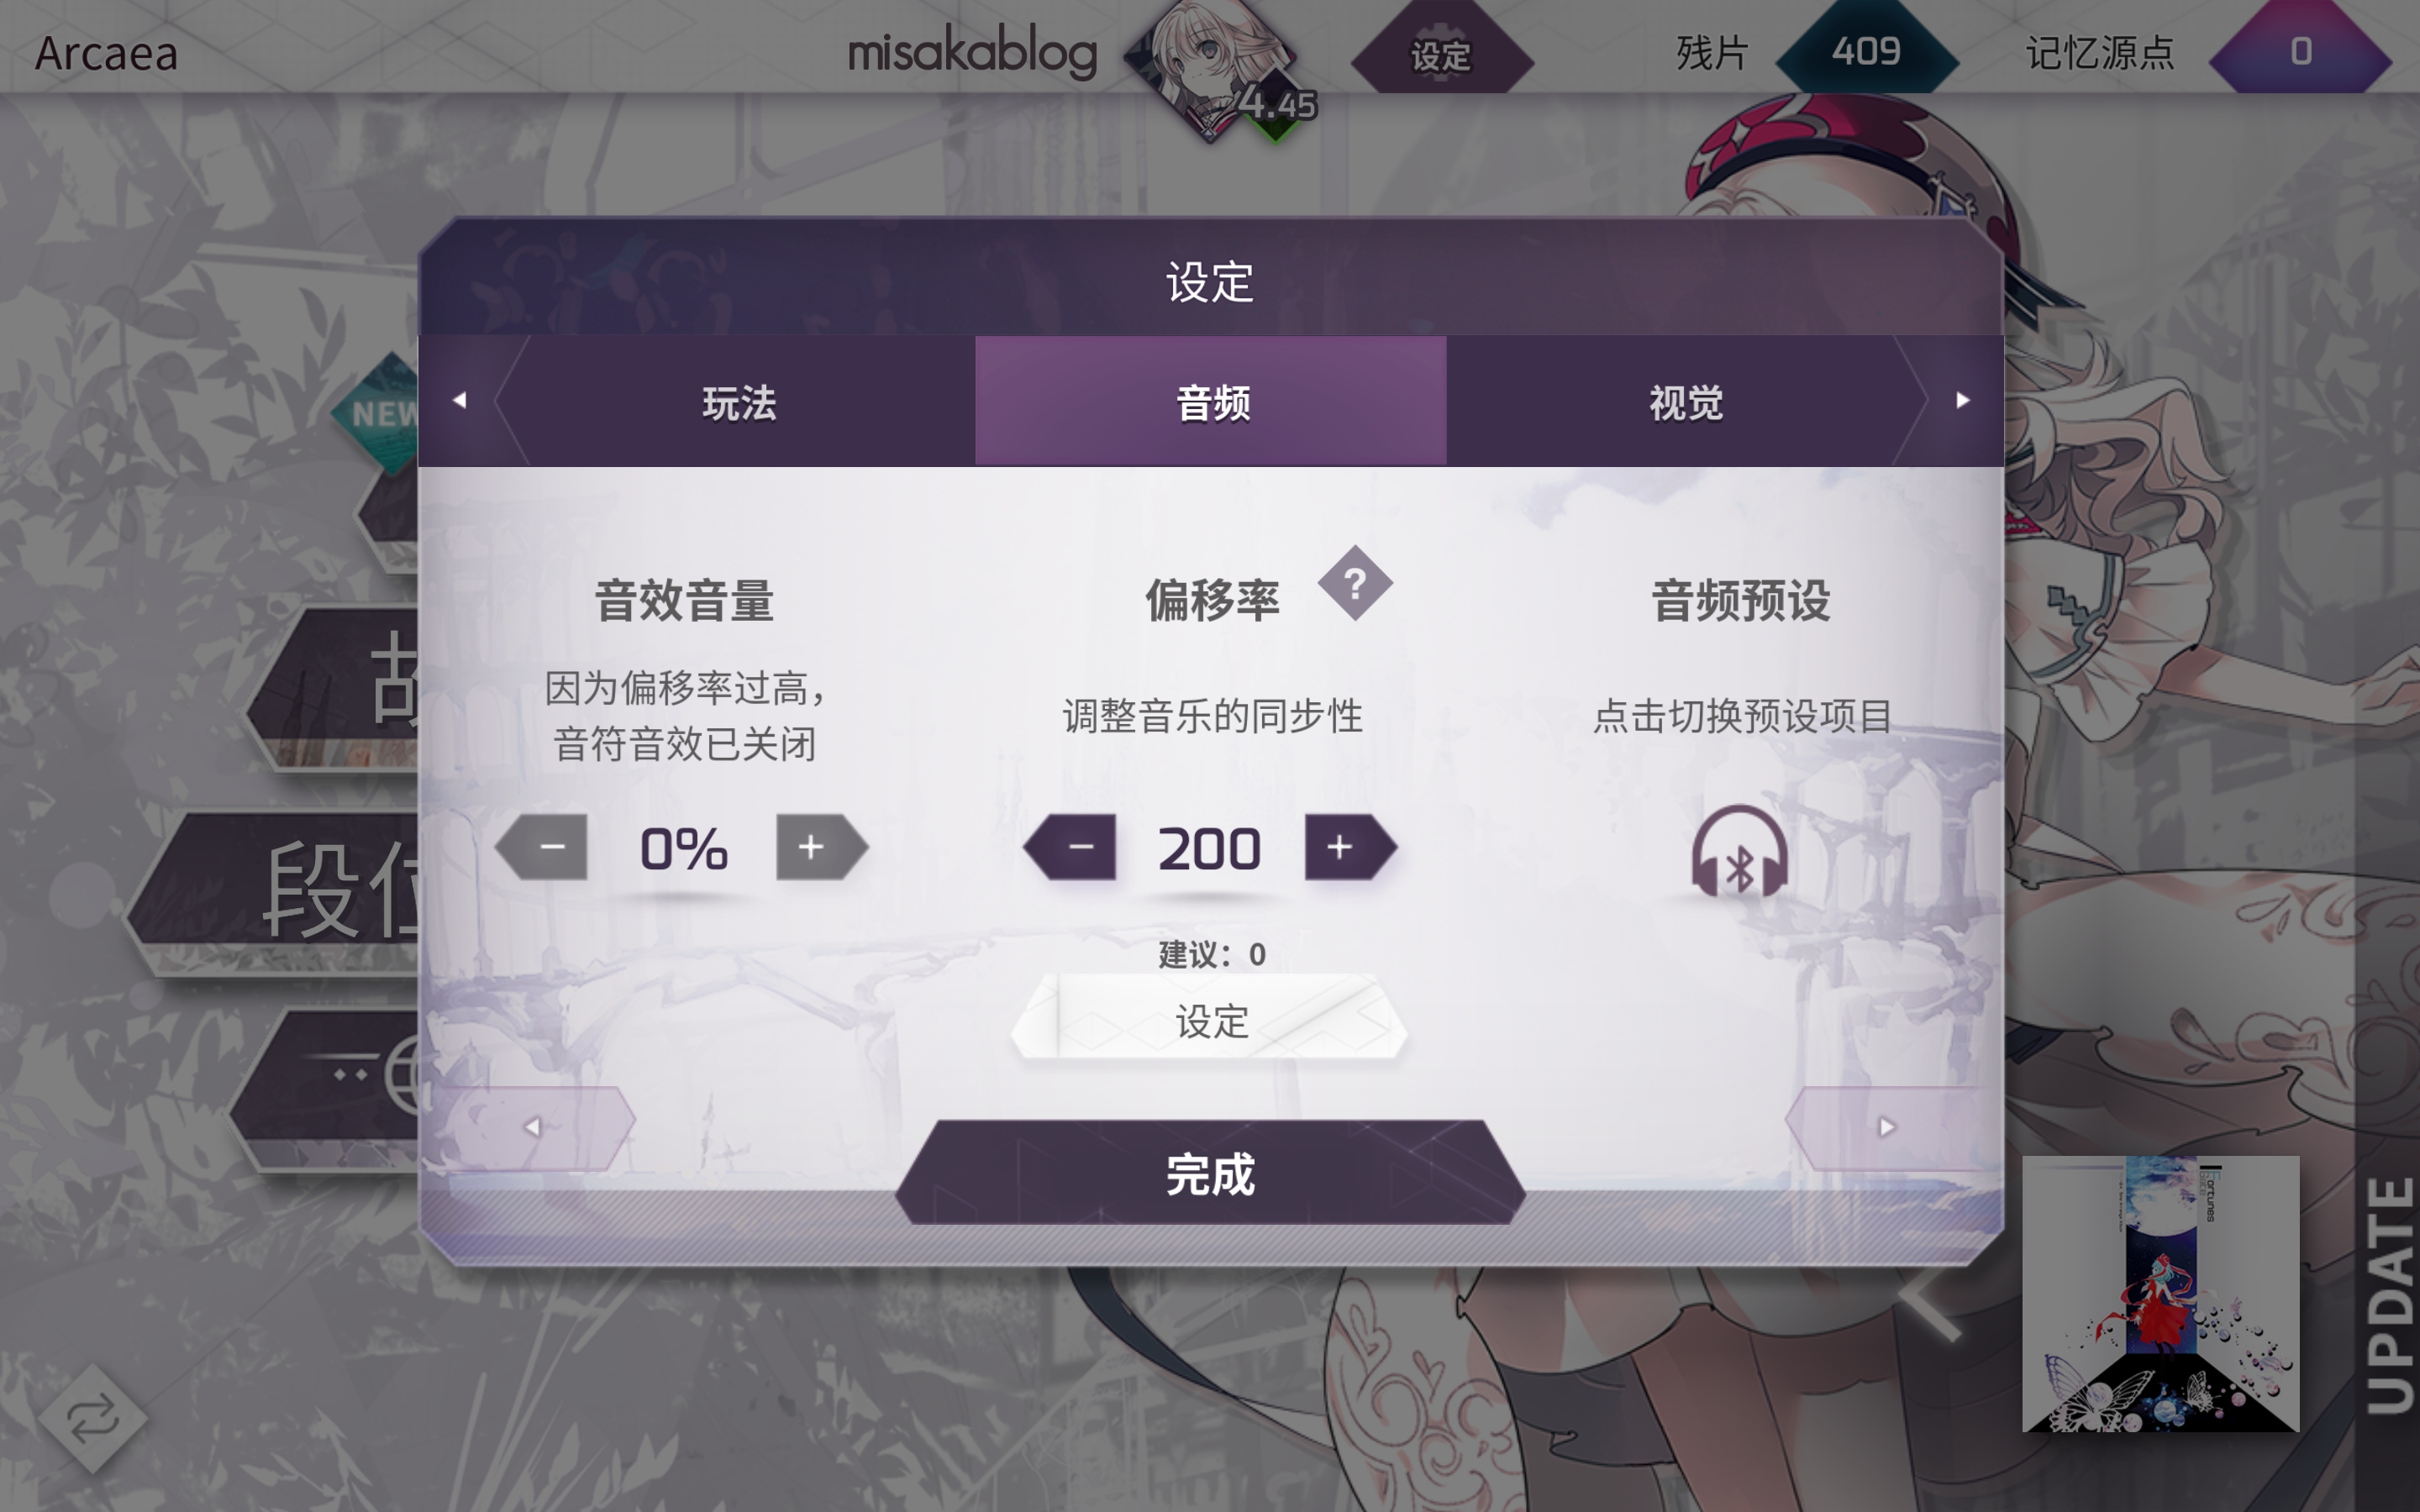 Arcaea
misakablog
4.45
设定
残片
409
记忆源点
0
设定
玩法
音频
视觉
NEW
音效音量
因为偏移率过高，
音符音效已关闭
0%
偏移率
?
调整音乐的同步性
200
建议：0
设定
音频预设
点击切换预设项目
完成
故
段位
UPDATE